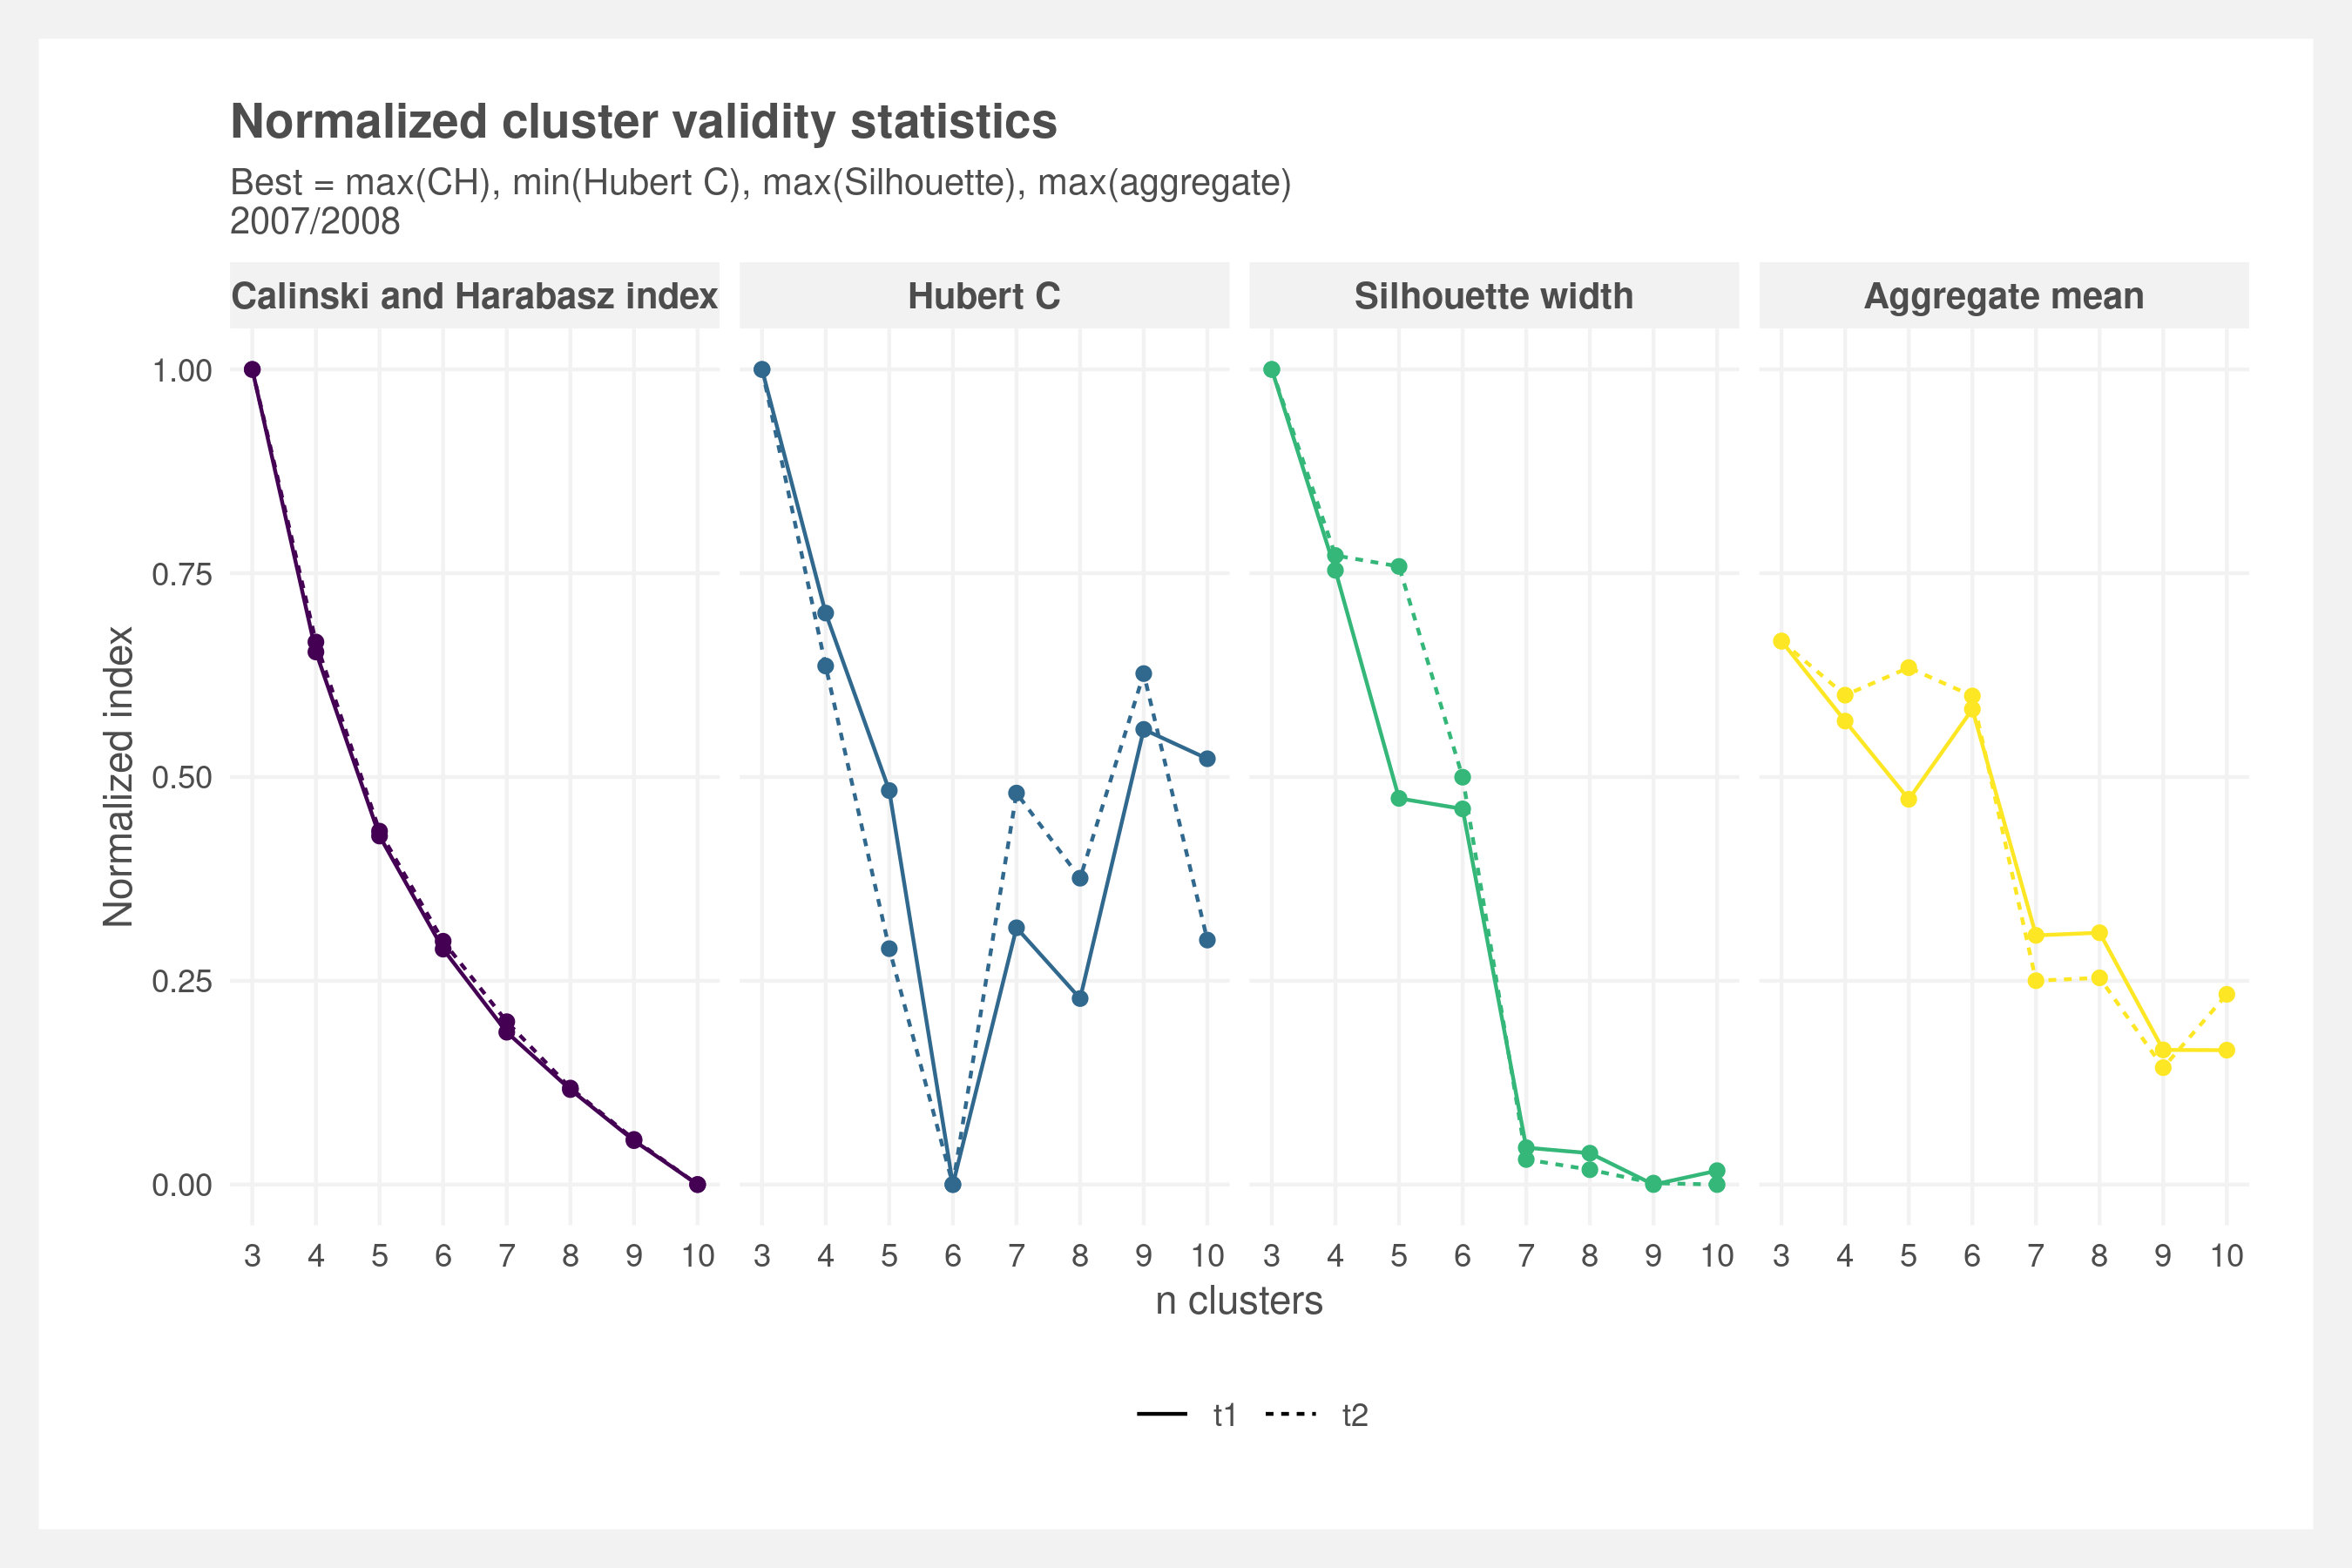 Normalized cluster validity statistics
Best = max(CH), min(Hubert C), max(Silhouette), max(aggregate)
2007/2008
Calinski and Harabasz index
Hubert C
Silhouette width
Aggregate mean
Normalized index
1.00
0.75
0.50
0.25
0.00
3 4 5 6 7 8 9 10
3 4 5 6 7 8 9 10
3 4 5 6 7 8 9 10
3 4 5 6 7 8 9 10
n clusters
t1
t2